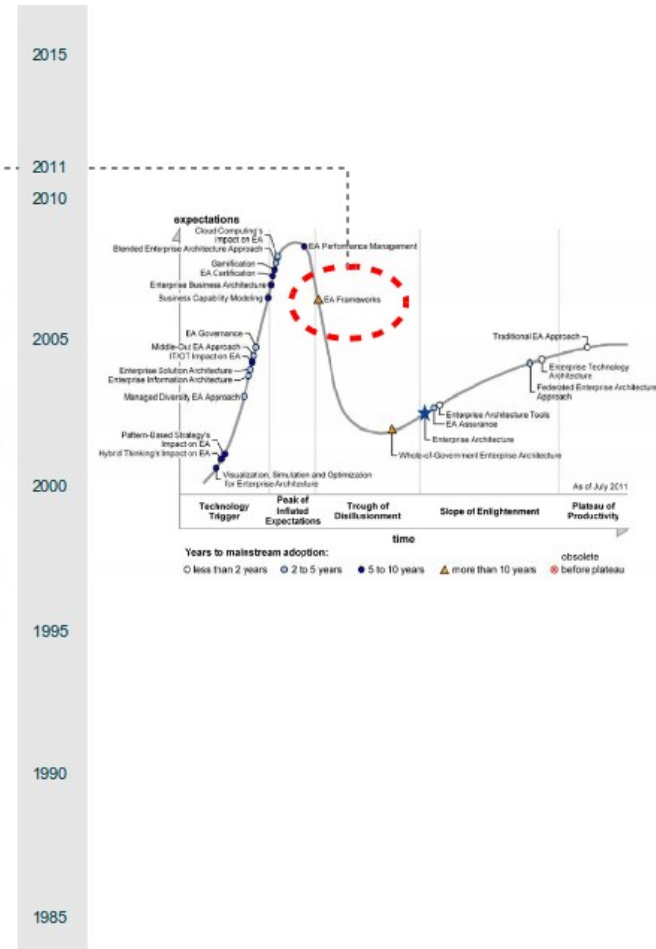 2015
2011
2010
expectations
Cloud Computing's
Impact on EA
Blended Enterprise Architecture Approach
Gamification
EA Certification
Enterprise Business Architecture
Business Capability Modeling
EA Performance Management
EA Frameworks
2005
EA Governance
Middle-Out EA Approach
IT/OT Impact on EA
Enterprise Solution Architecture
Enterprise Information Architecture
Managed Diversity EA Approach
Pattern-Based Strategy's
Impact on EA
Hybrid Thinking's Impact on EA
Visualization, Simulation and Optimization
for Enterprise Architecture
Traditional EA Approach
Enterprise Technology
Architecture
Federated Enterprise Architecture
Approach
Enterprise Architecture Tools
EA Assurance
Enterprise Architecture
Whole-of-Government Enterprise Architecture
2000
As of July 2011
Technology
Trigger
Peak of
Inflated
Expectations
Trough of
Disillusionment
Slope of Enlightenment
Plateau of
Productivity
time
Years to mainstream adoption:
less than 2 years
2 to 5 years
5 to 10 years
more than 10 years
obsolete
before plateau
1995
1990
1985